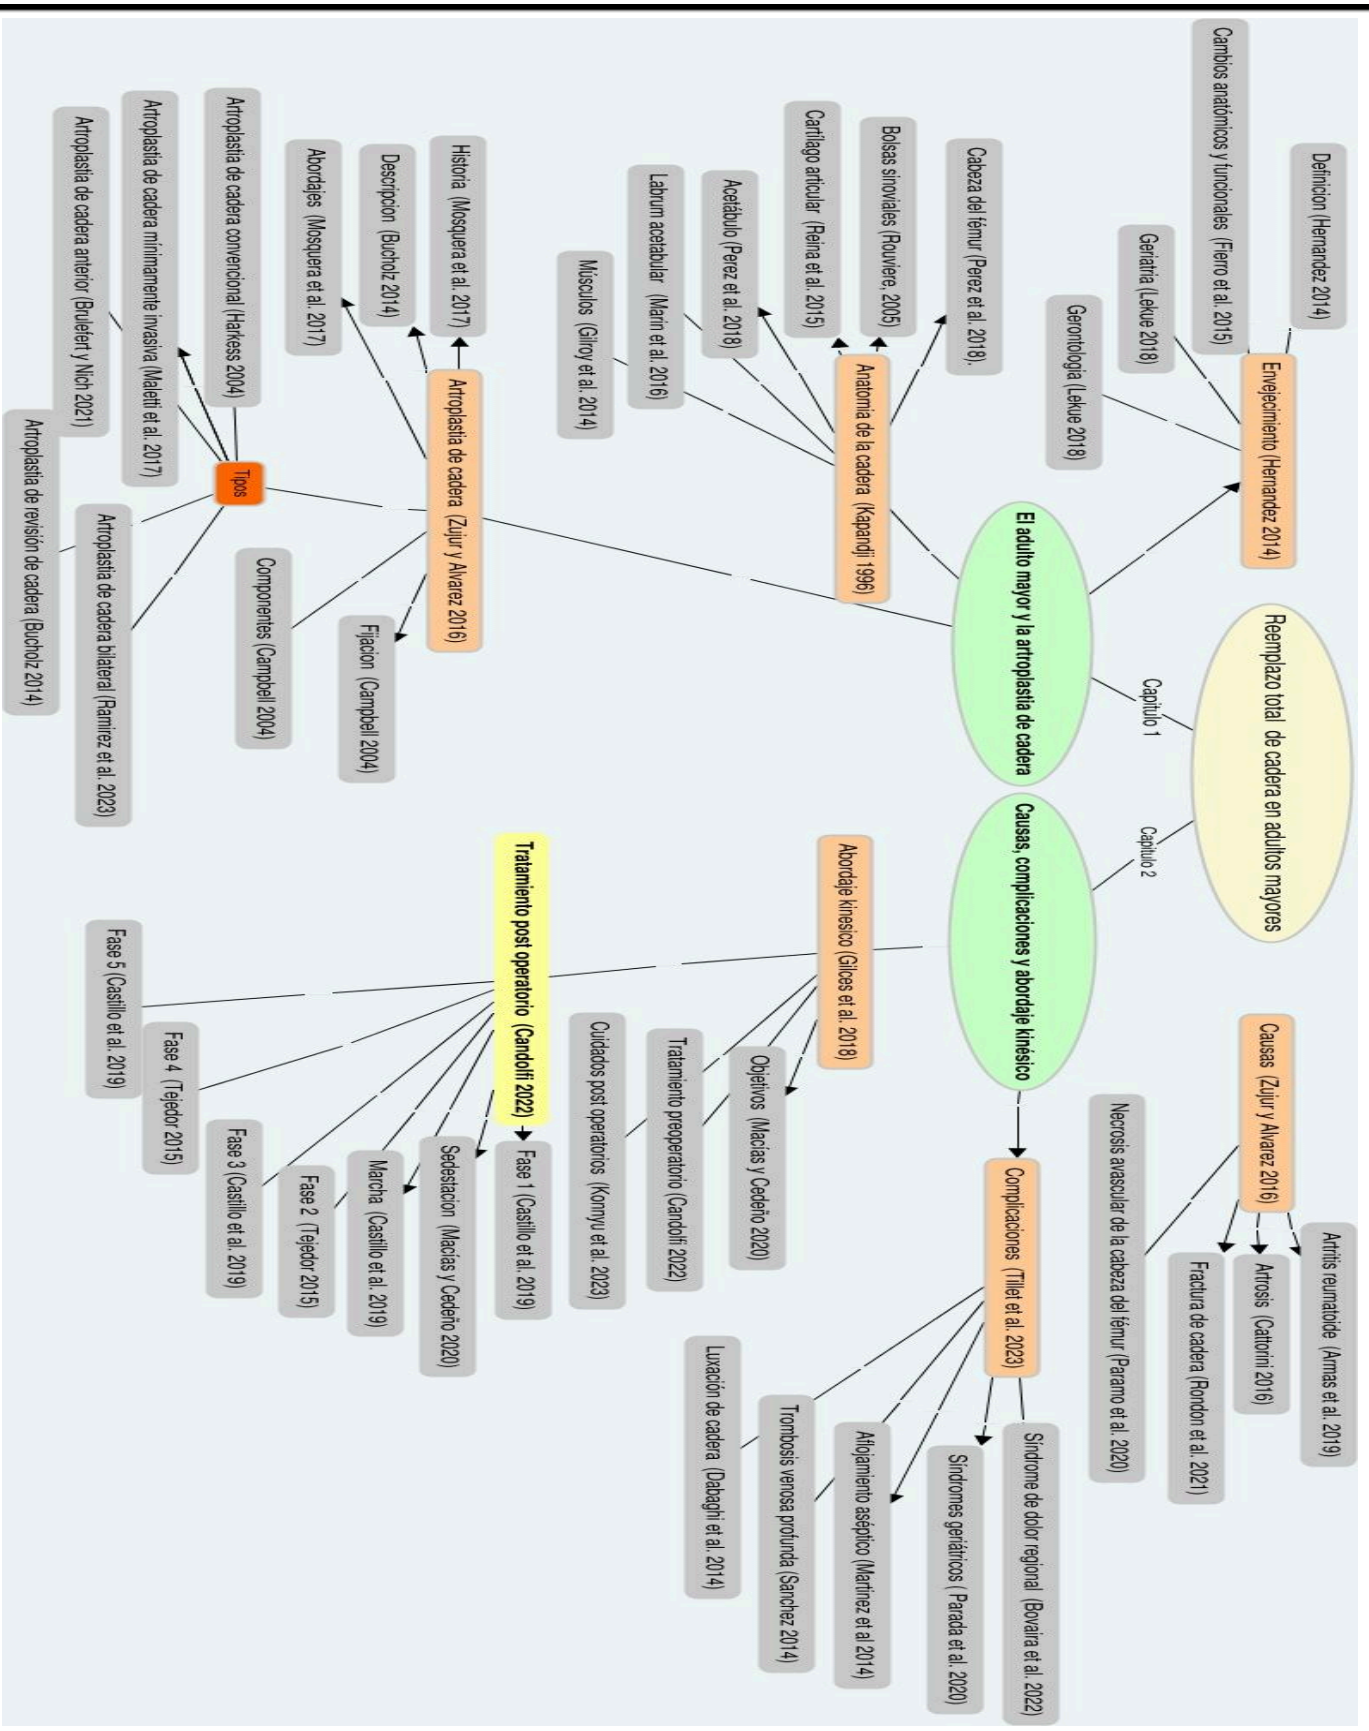 Reemplazo total de cadera en adultos mayores
Capitulo 1
Capitulo 2
El adulto mayor y la artroplastia de cadera
Envejecimiento (Hernandez 2014)
Definicion (Hernandez 2014)
Cambios anatómicos y funcionales (Fierro et al. 2015)
Geriatria (Lekue 2018)
Gerontologia (Lekue 2018)
Anatomia de la cadera (Kapandji 1996)
Cabeza del fémur (Perez et al. 2018).
Bolsas sinoviales (Rouviere, 2005)
Cartílago articular (Reina et al. 2015)
Acetábulo (Perez et al. 2018)
Labrum acetabular (Marin et al. 2016)
Músculos (Gilroy et al. 2014)
Artroplastia de cadera (Zujur y Alvarez 2016)
Historia (Mosquera et al. 2017)
Descripcion (Bucholz 2014)
Abordajes (Mosquera et al. 2017)
Fijacion (Campbell 2004)
Componentes (Campbell 2004)
Tipos
Artroplastia de cadera convencional (Harkess 2004)
Artroplastia de cadera mínimamente invasiva (Maletti et al. 2017)
Artroplastia de cadera anterior (Brulefert y Nich 2021)
Artroplastia de revisión de cadera (Bucholz 2014)
Artroplastia de cadera bilateral (Ramirez et al. 2023)
Causas, complicaciones y abordaje kinésico
Causas (Zujur y Alvarez 2016)
Artritis reumatoide (Armas et al. 2019)
Artrosis (Cattorini 2016)
Fractura de cadera (Rondon et al. 2021)
Necrosis avascular de la cabeza del fémur (Paramo et al. 2020)
Complicaciones (Tillet et al. 2023)
Síndrome de dolor regional (Bovaira et al. 2022)
Síndromes geriátricos ( Parada et al. 2020)
Aflojamiento aséptico (Martinez et al 2014)
Trombosis venosa profunda (Sanchez 2014)
Luxación de cadera (Dabaghi et al. 2014)
Abordaje kinesico (Gilces et al. 2018)
Objetivos (Macías y Cedeño 2020)
Tratamiento preoperatorio (Candolfi 2022)
Cuidados post operatorios (Konnyu et al. 2023)
Tratamiento post operatorio (Candolfi 2022)
Fase 1 (Castillo et al. 2019)
Sedestacion (Macías y Cedeño 2020)
Marcha (Castillo et al. 2019)
Fase 2 (Tejedor 2015)
Fase 3 (Castillo et al. 2019)
Fase 4 (Tejedor 2015)
Fase 5 (Castillo et al. 2019)